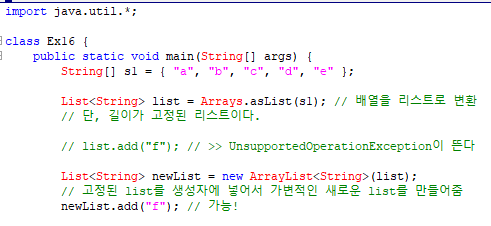 import java.util.*;
class Ex16 {
public static void main(String[] args) {
String[] s1 = { "a", "b", "c", "d", "e" };
List<String> list = Arrays.asList(s1); // 배열을 리스트로 변환
// 단, 길이가 고정된 리스트이다.
// list.add("f"); // >> UnsupportedOperationException이 뜬다
List<String> newList = new ArrayList<String>(list);
// 고정된 list를 생성자에 넣어서 가변적인 새로운 list를 만들어줌
newList.add("f"); // 가능!